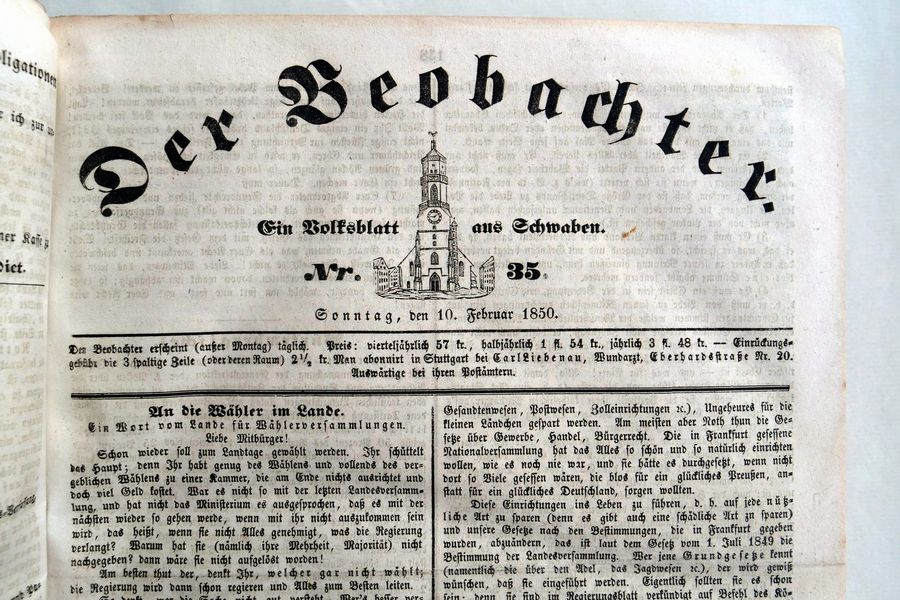 Der Beobachter.
Ein Volksblatt aus Schwaben.
Nr. 35.
Sonntag, den 10. Februar 1850.
Der Beobachter erscheint (außer Montag) täglich. Preis: vierteljährlich 57 kr., halbjährlich 1 fl. 54 kr., jährlich 3 fl. 48 kr. — Einrückungs-
gebühr die 3 spaltige Zeile (oder deren Raum) 2½ kr. Man abonnirt in Stuttgart bei Carl Liebenau, Wundarzt, Eberhardsstraße Nr. 20.
Auswärtige bei ihren Postämtern.
An die Wähler im Lande.
Ein Wort vom Lande für Wählerversammlungen.
Liebe Mitbürger!
Schon wieder soll zum Landtage gewählt werden. Ihr schüttelt
das Haupt; denn Ihr habt genug des Wählens und vollends des ver-
geblichen Wählens zu einer Kammer, die am Ende nichts ausrichtet und
doch viel Geld kostet. War es nicht so mit der letzten Landesversamm-
lung, und hat nicht das Ministerium es ausgesprochen, daß es mit der
nächsten wieder so gehen werde, wenn mit ihr nicht auszukommen sein
wird, das heißt, wenn sie nicht Alles genehmigt, was die Regierung
verlangt? Warum hat sie (nämlich ihre Mehrheit, Majorität) nicht
nachgegeben? dann wäre sie nicht aufgelöst worden!
Am besten thut der, denkt Ihr, welcher gar nicht wählt;
die Regierung wird dann schon regieren und Alles zum Besten leiten.
Gesandtenwesen, Postwesen, Zolleinrichtungen ꝛc.), Ungeheures für die
kleinen Ländchen gespart werden. Am meisten aber Noth thun die Ge-
setze über Gewerbe, Handel, Bürgerrecht. Die in Frankfurt gesessene
Nationalversammlung hat das Alles so schön und so natürlich einrichten
wollen, wie es noch nie war, und sie hätte es durchgesetzt, wenn nicht
dort so Viele gesessen wären, die blos für ein glückliches Preußen, an-
statt für ein glückliches Deutschland, sorgen wollten.
Diese Einrichtungen ins Leben zu führen, d. h. auf jede nütz-
liche Art zu sparen (denn es gibt auch eine schädliche Art zu sparen)
und unsere Gesetze nach den Bestimmungen, die in Frankfurt gegeben
wurden, abzuändern, das ist laut dem Gesetz vom 1. Juli 1849 die
Bestimmung der Landesversammlung. Wer jene Grundgesetze kennt
(namentlich die über den Adel, das Jagdwesen ꝛc.), der wird gewiß
wünschen, daß sie eingeführt werden. Eigentlich sollten sie es schon
sein; denn sie sind im Regierungsblatt verkündigt auf Befehl des Kö-